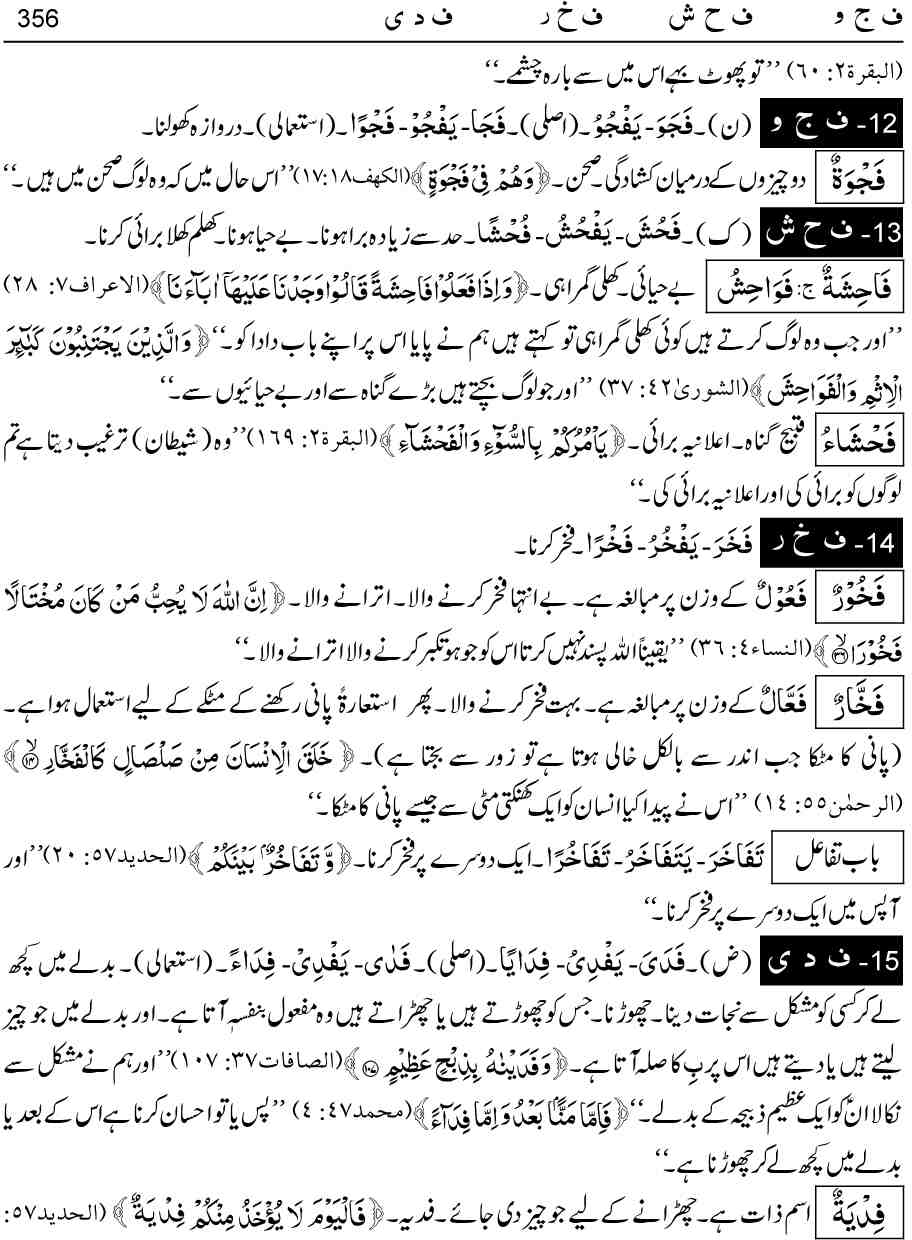 ف ج و ف ح ش ف خ ر ف د ی 356
(البقرۃ۲: ۶۰) ’’تو پھوٹ بہے اس میں سے بارہ چشمے۔‘‘
12- ف ج و (ن)۔ فَجَوَ- یَفْجُوُ۔ (اصلی)۔ فَجَا- یَفْجُوْ- فَجْوًا۔ (استعمالی)۔ دروازہ کھولنا۔
فَجْوَۃٌ دو چیزوں کے درمیان کشادگی۔ صحن۔ ﴿وَهُمْ فِیْ فَجْوَۃٍ﴾ (الکھف۱۸: ۱۷) ’’اس حال میں کہ وہ لوگ صحن میں ہیں۔‘‘
13- ف ح ش (ک)۔ فَحُشَ- یَفْحُشُ- فُحْشًا۔ حد سے زیادہ برا ہونا۔ بے حیا ہونا۔ کھلم کھلا برائی کرنا۔
فَاحِشَۃٌ ج: فَوَاحِشُ بے حیائی۔ کھلی گمراہی۔ ﴿وَاِذَا فَعَلُوْا فَاحِشَۃً قَالُوْا وَجَدْنَا عَلَیْهَاۤ اٰبَآءَنَا﴾ (الاعراف۷: ۲۸)
’’اور جب وہ لوگ کرتے ہیں کوئی کھلی گمراہی تو کہتے ہیں ہم نے پایا اس پر اپنے باپ دادا کو۔‘‘ ﴿وَالَّذِیْنَ یَجْتَنِبُوْنَ كَبٰٓىِٕرَ
الْاِثْمِ وَالْفَوَاحِشَ﴾ (الشوریٰ۴۲: ۳۷) ’’اور جو لوگ بچتے ہیں بڑے گناہ سے اور بے حیائیوں سے۔‘‘
فَحْشَاءُ قبیح گناہ۔ اعلانیہ برائی۔ ﴿یَاْمُرُكُمْ بِالسُّوْٓءِ وَالْفَحْشَآءِ﴾ (البقرۃ۲: ۱۶۹) ’’وہ (شیطان) ترغیب دیتا ہے تم
لوگوں کو برائی کی اور اعلانیہ برائی کی۔‘‘
14- ف خ ر فَخَرَ- یَفْخُرُ- فَخْرًا۔ فخر کرنا۔
فَخُوْرٌ فَعُوْلٌ کے وزن پر مبالغہ ہے۔ بے انتہا فخر کرنے والا۔ اترانے والا۔ ﴿اِنَّ اللّٰهَ لَا یُحِبُّ مَنْ كَانَ مُخْتَالًا
فَخُوْرَا ۙ۳۶﴾ (النساء۴: ۳۶) ’’یقیناً اللہ پسند نہیں کرتا اس کو جو ہو تکبر کرنے والا اترانے والا۔‘‘
فَخَّارٌ فَعَّالٌ کے وزن پر مبالغہ ہے۔ بہت فخر کرنے والا۔ پھر استعارۃً پانی رکھنے کے مٹکے کے لیے استعمال ہوا ہے۔
(پانی کا مٹکا جب اندر سے بالکل خالی ہوتا ہے تو زور سے بجتا ہے)۔ ﴿خَلَقَ الْاِنْسَانَ مِنْ صَلْصَالٍ كَالْفَخَّارِ ۙ۱۴﴾
(الرحمٰن۵۵: ۱۴) ’’اس نے پیدا کیا انسان کو ایک کھنکتی مٹی سے جیسے پانی کا مٹکا۔‘‘
باب تفاعل تَفَاخَرَ- یَتَفَاخَرُ- تَفَاخُرًا۔ ایک دوسرے پر فخر کرنا۔ ﴿وَّ تَفَاخُرٌۢ بَیْنَكُمْ﴾ (الحدید۵۷: ۲۰) ’’اور
آپس میں ایک دوسرے پر فخر کرنا۔‘‘
15- ف د ی (ض)۔ فَدَیَ- یَفْدِیُ- فِدَایًا۔ (اصلی)۔ فَدٰی- یَفْدِیْ- فِدَاءً۔ (استعمالی)۔ بدلے میں کچھ
لے کر کسی کو مشکل سے نجات دینا۔ چھوڑنا۔ جس کو چھوڑتے ہیں یا چھڑاتے ہیں وہ مفعول بنفسہٖ آتا ہے۔ اور بدلے میں جو چیز
لیتے ہیں یا دیتے ہیں اس پر بِ کا صلہ آتا ہے۔ ﴿وَفَدَیْنٰهُ بِذِبْحٍ عَظِیْمٍ ۱۰۷﴾ (الصافات۳۷: ۱۰۷) ’’اور ہم نے مشکل سے
نکالا انؑ کو ایک عظیم ذبیحہ کے بدلے۔‘‘ ﴿فَاِمَّا مَنًّۢا بَعْدُ وَاِمَّا فِدَآءً﴾ (محمد۴۷: ۴) ’’پس یا تو احسان کرنا ہے اس کے بعد یا
بدلے میں کچھ لے کر چھوڑنا ہے۔‘‘
فِدْیَۃٌ اسم ذات ہے۔ چھڑانے کے لیے جو چیز دی جائے۔ فدیہ۔ ﴿فَالْیَوْمَ لَا یُؤْخَذُ مِنْكُمْ فِدْیَۃٌ﴾ (الحدید۵۷: